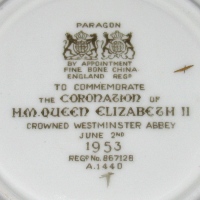 PARAGON
BY APPOINTMENT
FINE BONE CHINA
ENGLAND REGD
TO COMMEMORATE
THE CORONATION OF
H.M. QUEEN ELIZABETH II
CROWNED WESTMINSTER ABBEY
JUNE 2ND
1953
REGD No. 867128
A.1440